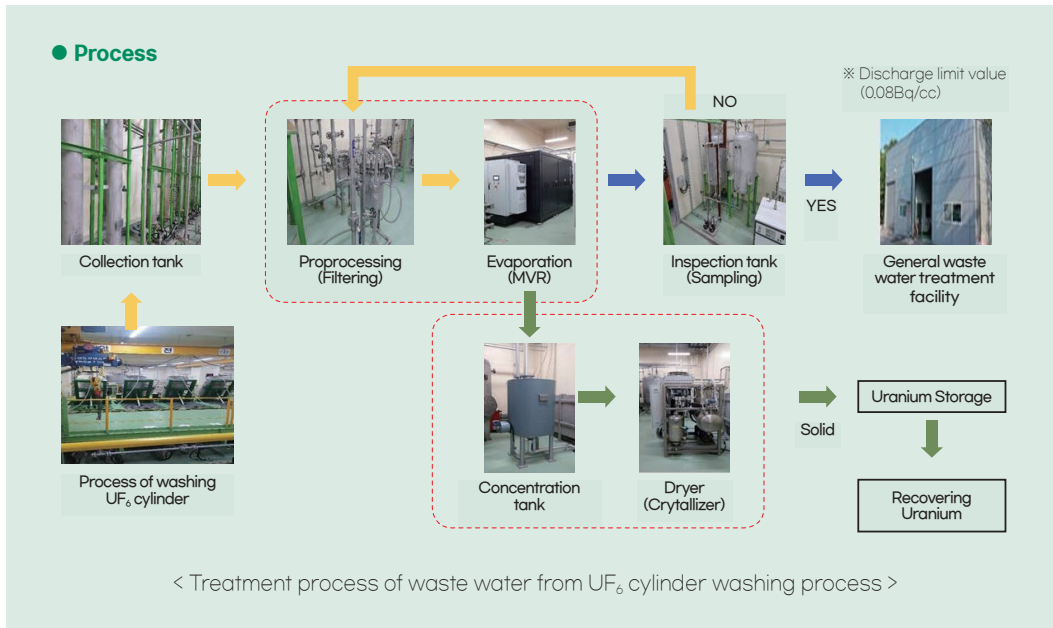 ● Process
※ Discharge limit value
(0.08Bq/cc)
NO
YES
Collection tank
Proprocessing
(Filtering)
Evaporation
(MVR)
Inspection tank
(Sampling)
General waste
water treatment
facility
Process of washing
UF₆ cylinder
Concentration
tank
Dryer
(Crytallizer)
Solid
Uranium Storage
Recovering
Uranium
< Treatment process of waste water from UF₆ cylinder washing process >